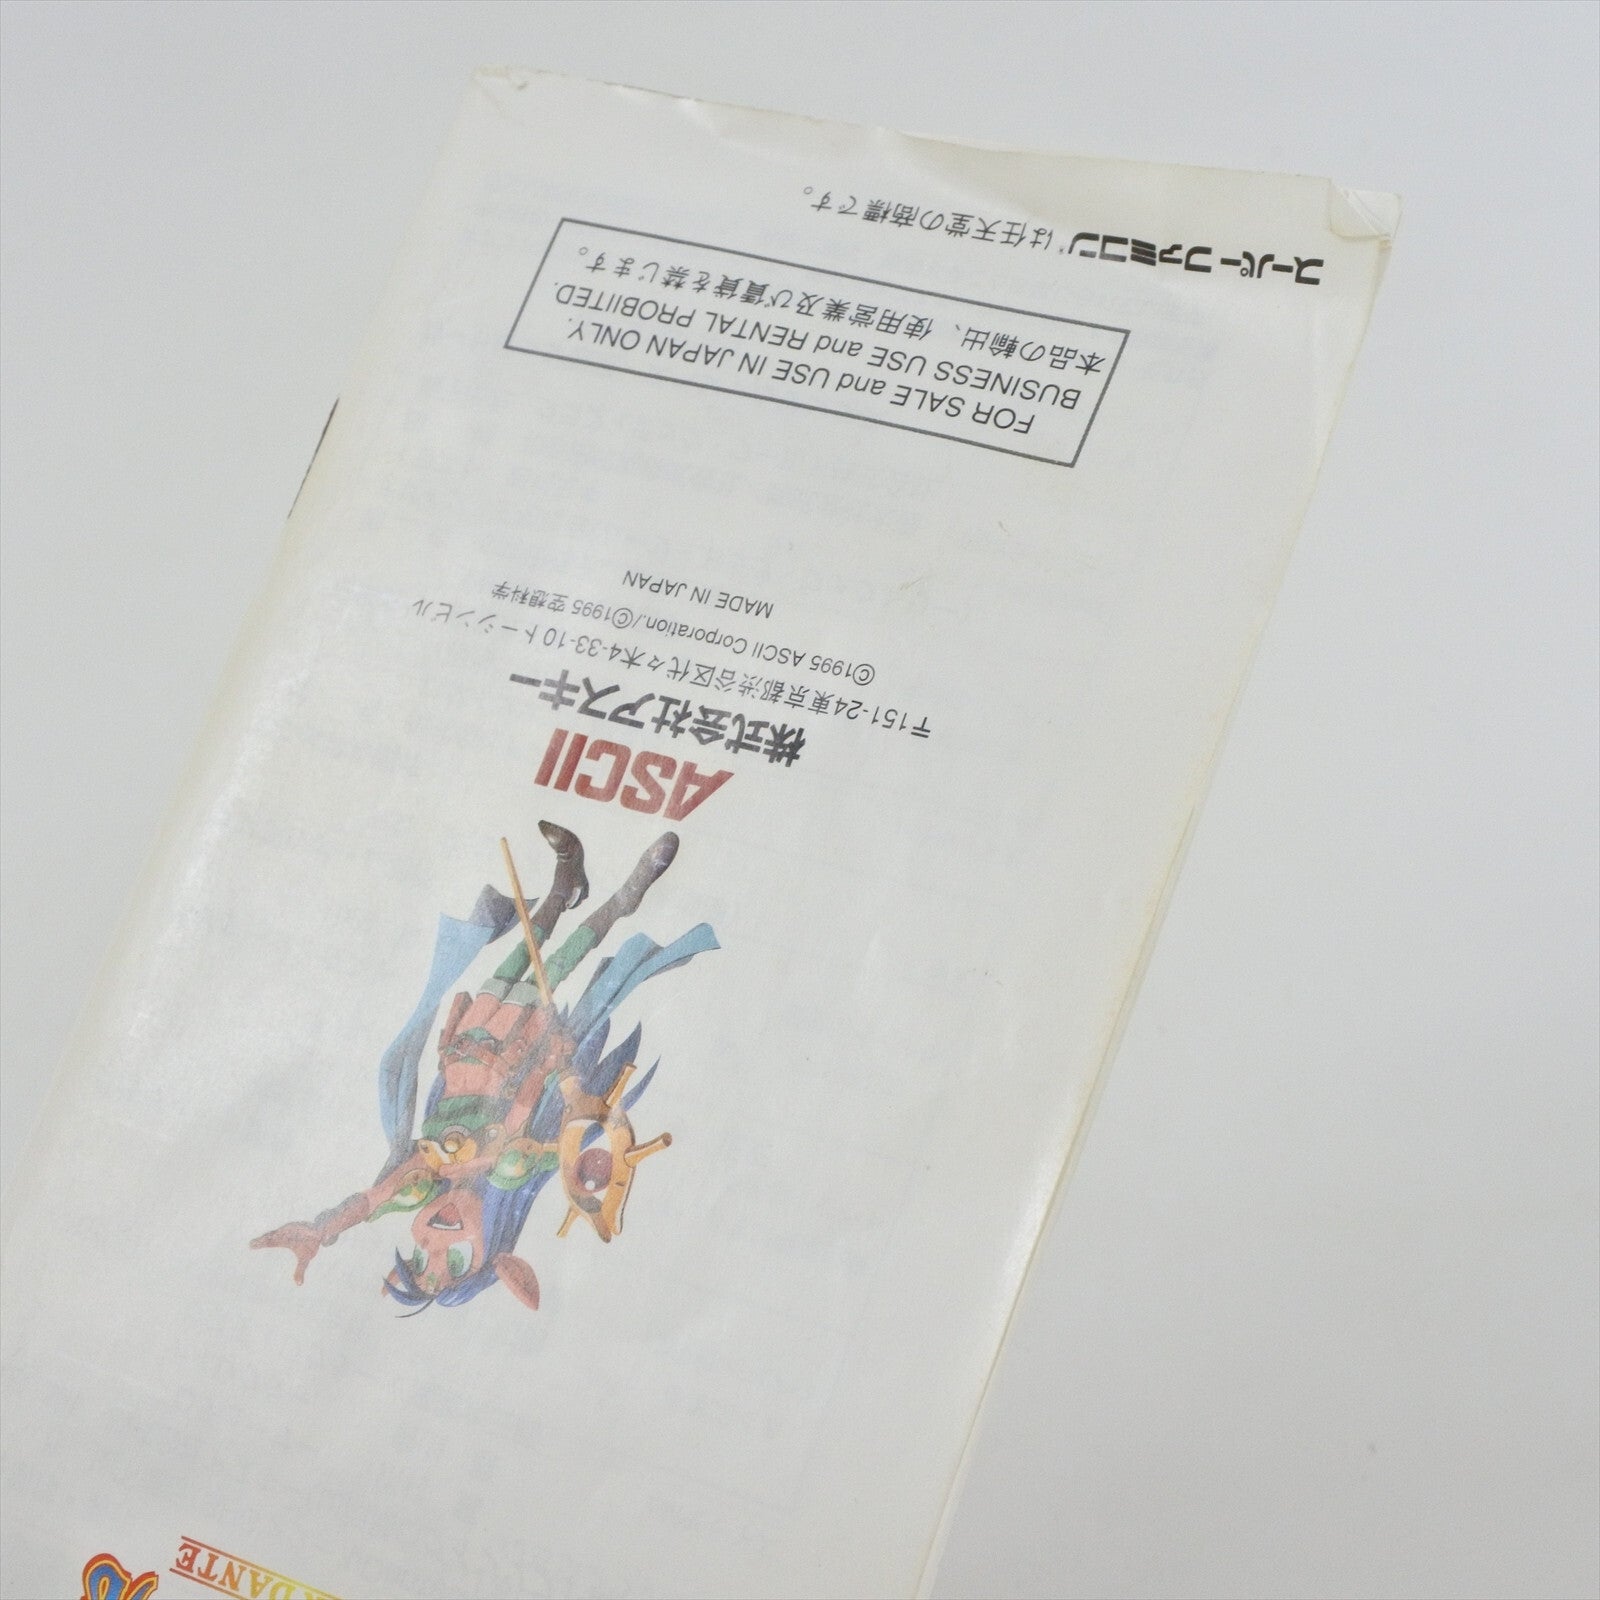 DANTE
ASCII
株式会社アスキー
〒151-24東京都渋谷区代々木4-33-10トーシンビル
©1995 ASCII Corporation./©1995 空想科学
MADE IN JAPAN
FOR SALE and USE IN JAPAN ONLY.
BUSINESS USE and RENTAL PROBIITED.
本品の輸出、使用営業及び賃貸を禁じます。
スーパーファミコンは任天堂の商標です。